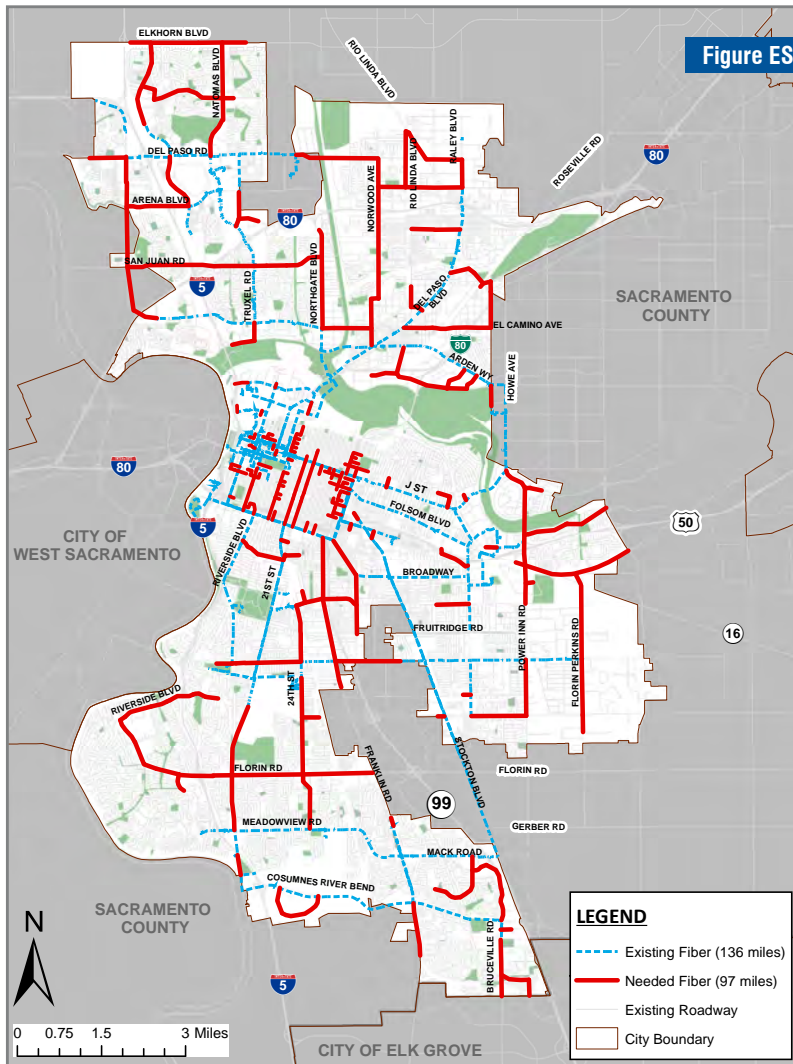 ELKHORN BLVD
RIO LINDA BLVD
NATOMAS BLVD
Figure ES
DEL PASO RD
RIO LINDA BLVD
RALEY BLVD
ROSEVILLE RD
80
ARENA BLVD
NORWOOD AVE
80
SAN JUAN RD
5
TRUXEL RD
NORTHGATE BLVD
DEL PASO
BLVD
SACRAMENTO
COUNTY
EL CAMINO AVE
80
ARDEN WY
HOWE AVE
80
J ST
FOLSOM BLVD
5
50
CITY OF
WEST SACRAMENTO
RIVERSIDE BLVD
21ST ST
BROADWAY
FRUITRIDGE RD
POWER INN RD
FLORIN PERKINS RD
16
24TH ST
RIVERSIDE BLVD
FLORIN RD
FRANKLIN RD
STOCKTON BLVD
FLORIN RD
99
MEADOWVIEW RD
GERBER RD
MACK ROAD
COSUMNES RIVER BEND
SACRAMENTO
COUNTY
BRUCEVILLE RD
5
CITY OF ELK GROVE
N
0 0.75 1.5 3 Miles
LEGEND
Existing Fiber (136 miles)
Needed Fiber (97 miles)
Existing Roadway
City Boundary